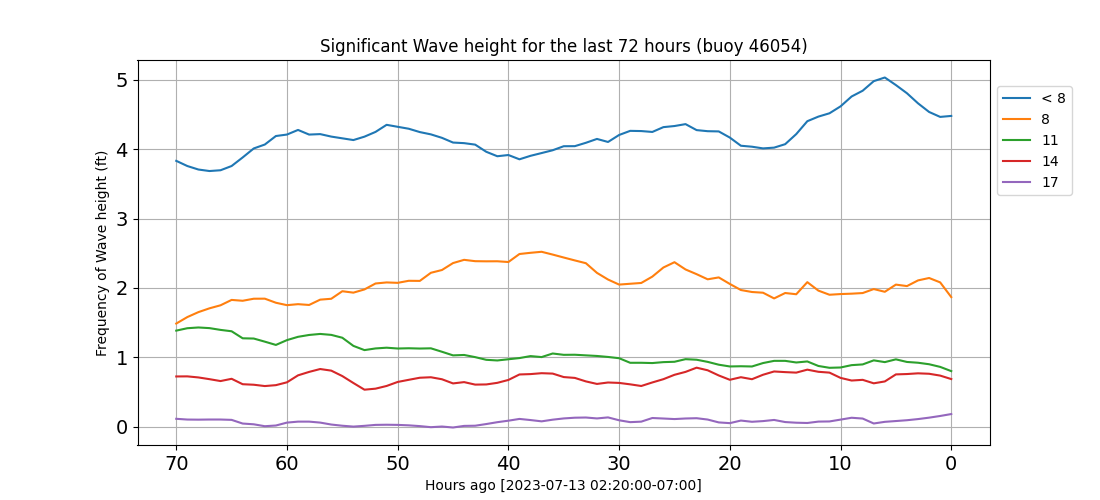 Significant Wave height for the last 72 hours (buoy 46054)
Frequency of Wave height (ft)
5
4
3
2
1
0
70 60 50 40 30 20 10 0
Hours ago [2023-07-13 02:20:00-07:00]
< 8
8
11
14
17